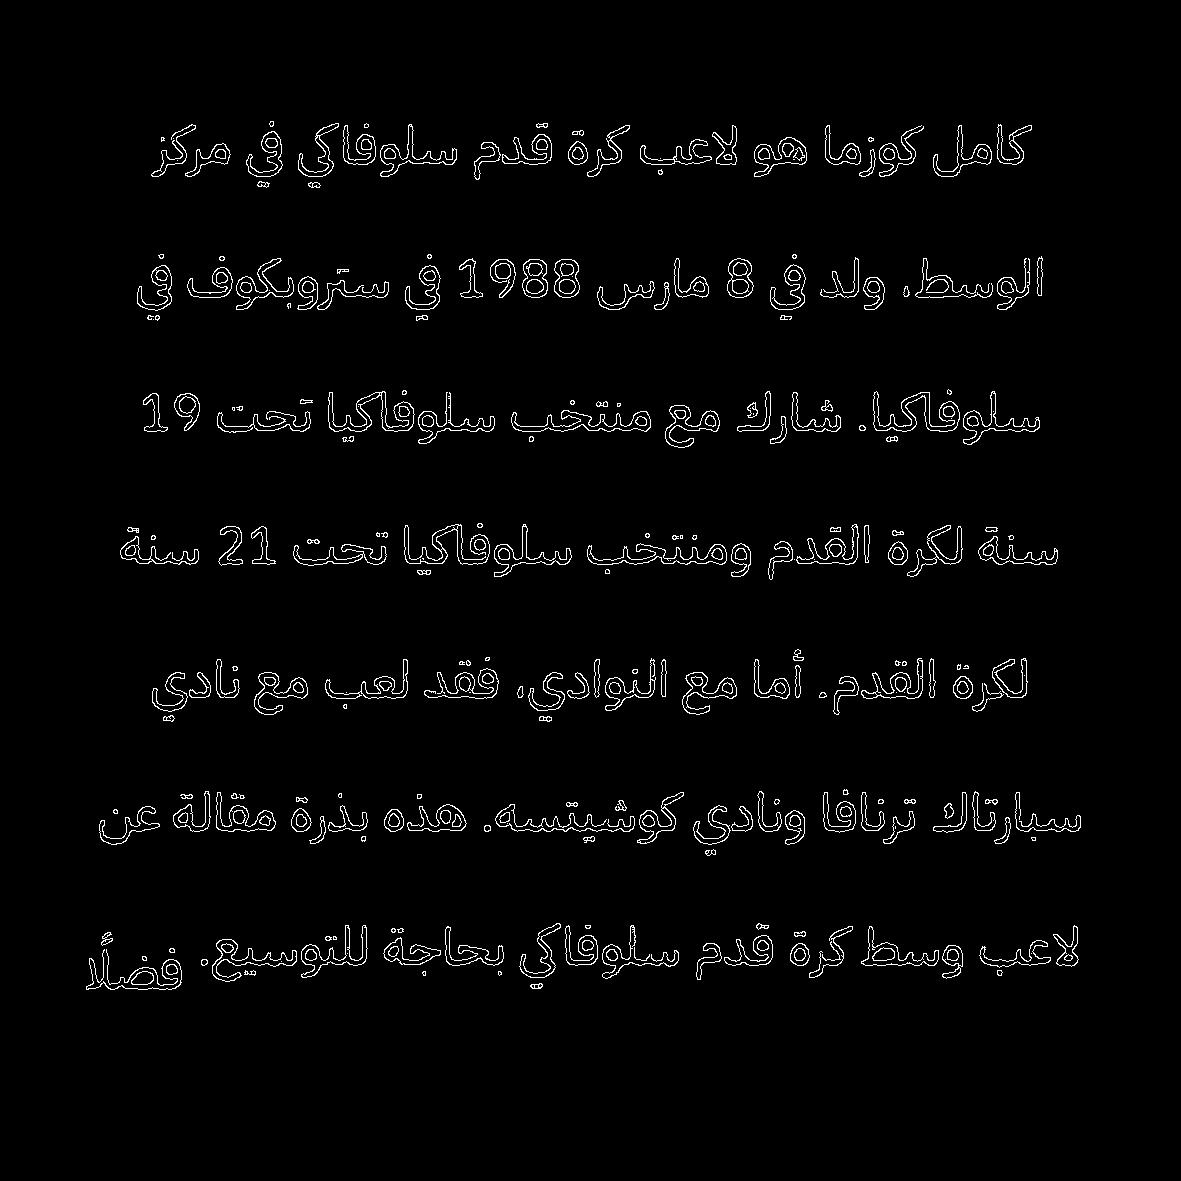 كامل كوزما هو لاعب كرة قدم سلوفاكي في مركز
الوسط، ولد في 8 مارس 1988 في ستروبكوف في
سلوفاكيا. شارك مع منتخب سلوفاكيا تحت 19
سنة لكرة القدم ومنتخب سلوفاكيا تحت 21 سنة
لكرة القدم. أما مع النوادي، فقد لعب مع نادي
سبارتاك ترنافا ونادي كوشيتسه. هذه بذرة مقالة عن
لاعب وسط كرة قدم سلوفاكي بحاجة للتوسيع. فضلًا